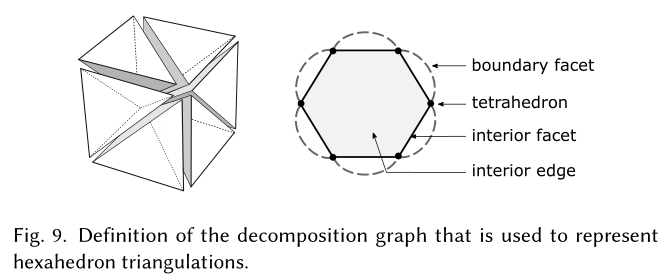 boundary facet
tetrahedron
interior facet
interior edge
Fig. 9. Definition of the decomposition graph that is used to represent
hexahedron triangulations.